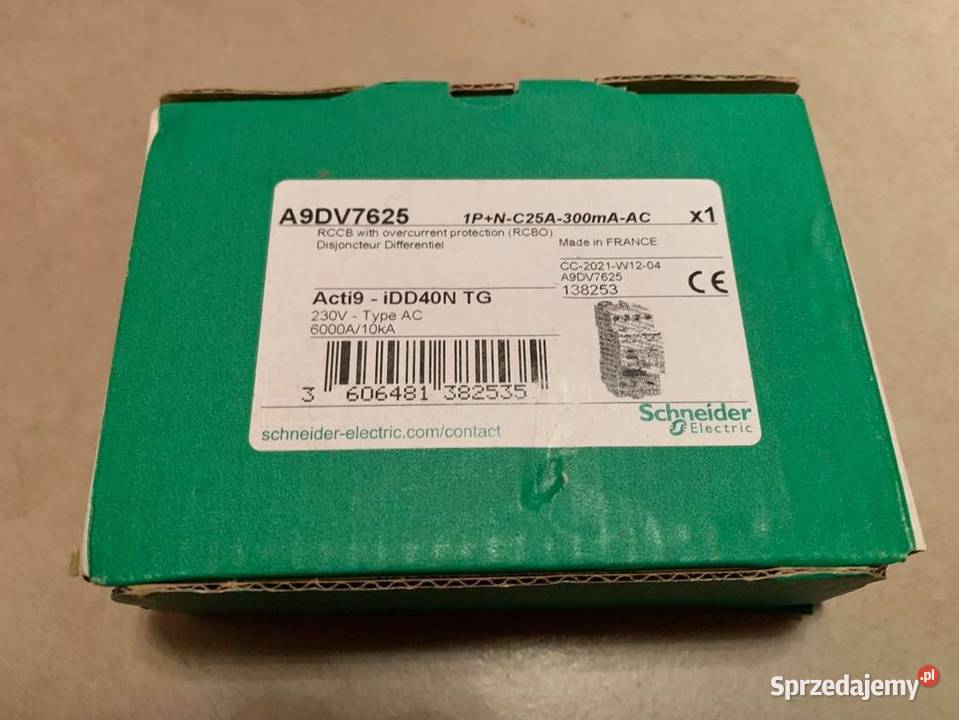 A9DV7625 1P+N-C25A-300mA-AC x1
RCCB with overcurrent protection (RCBO)
Disjoncteur Differentiel
Made in FRANCE
CC-2021-W12-04
A9DV7625
138253
CE
Acti9 - iDD40N TG
230V - Type AC
6000A/10kA
3 606481 382535
schneider-electric.com/contact
Schneider
Electric
Sprzedajemy.pl